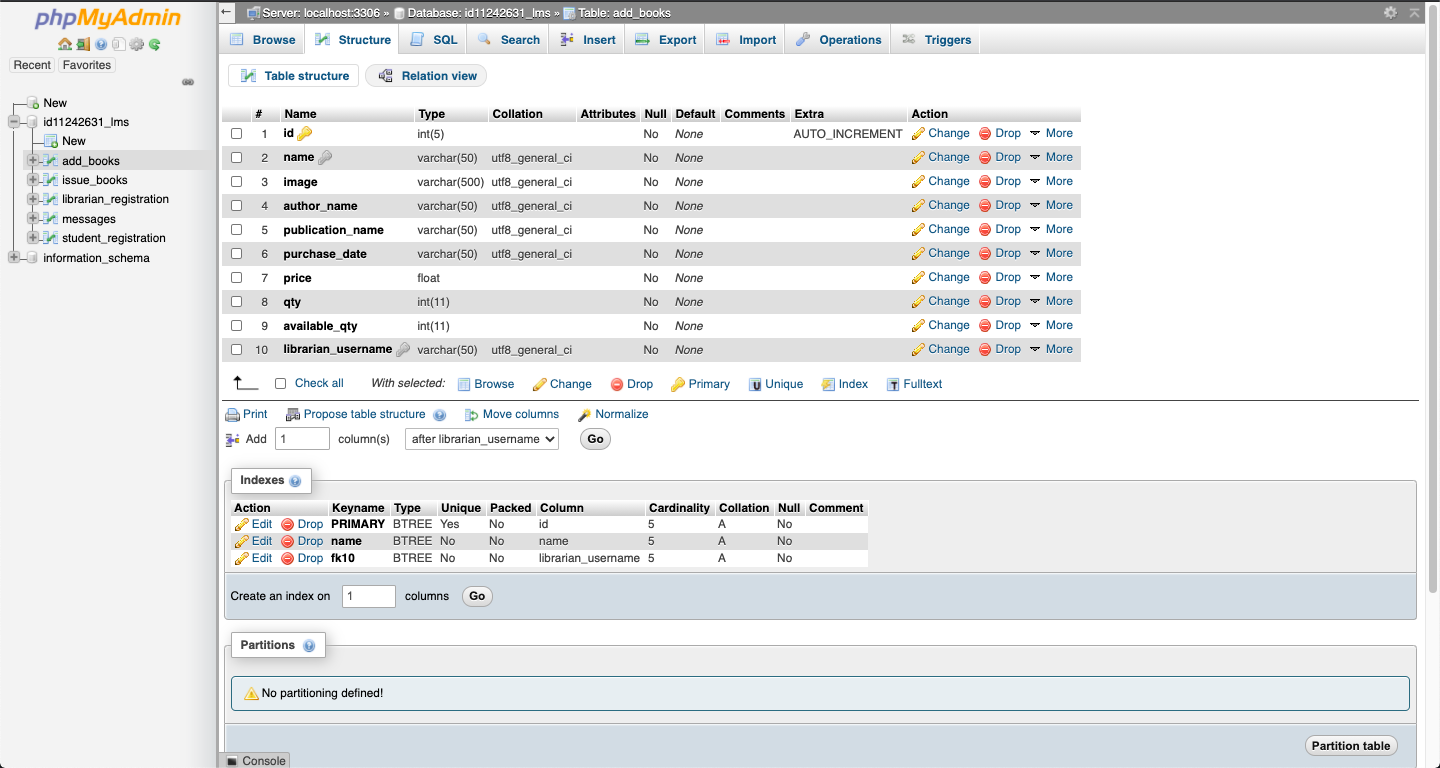 phpMyAdmin
Recent Favorites
New
id11242631_lms
New
add_books
issue_books
librarian_registration
messages
student_registration
information_schema
Server: localhost:3306 » Database: id11242631_lms » Table: add_books
Browse Structure SQL Search Insert Export Import Operations Triggers
Table structure Relation view
# Name Type Collation Attributes Null Default Comments Extra Action
1 id int(5) No None AUTO_INCREMENT Change Drop More
2 name varchar(50) utf8_general_ci No None Change Drop More
3 image varchar(500) utf8_general_ci No None Change Drop More
4 author_name varchar(50) utf8_general_ci No None Change Drop More
5 publication_name varchar(50) utf8_general_ci No None Change Drop More
6 purchase_date varchar(50) utf8_general_ci No None Change Drop More
7 price float No None Change Drop More
8 qty int(11) No None Change Drop More
9 available_qty int(11) No None Change Drop More
10 librarian_username varchar(50) utf8_general_ci No None Change Drop More
Check all With selected: Browse Change Drop Primary Unique Index Fulltext
Print Propose table structure Move columns Normalize
Add 1 column(s) after librarian_username Go
Indexes
Action Keyname Type Unique Packed Column Cardinality Collation Null Comment
Edit Drop PRIMARY BTREE Yes No id 5 A No
Edit Drop name BTREE No No name 5 A No
Edit Drop fk10 BTREE No No librarian_username 5 A No
Create an index on 1 columns Go
Partitions
No partitioning defined!
Partition table
Console